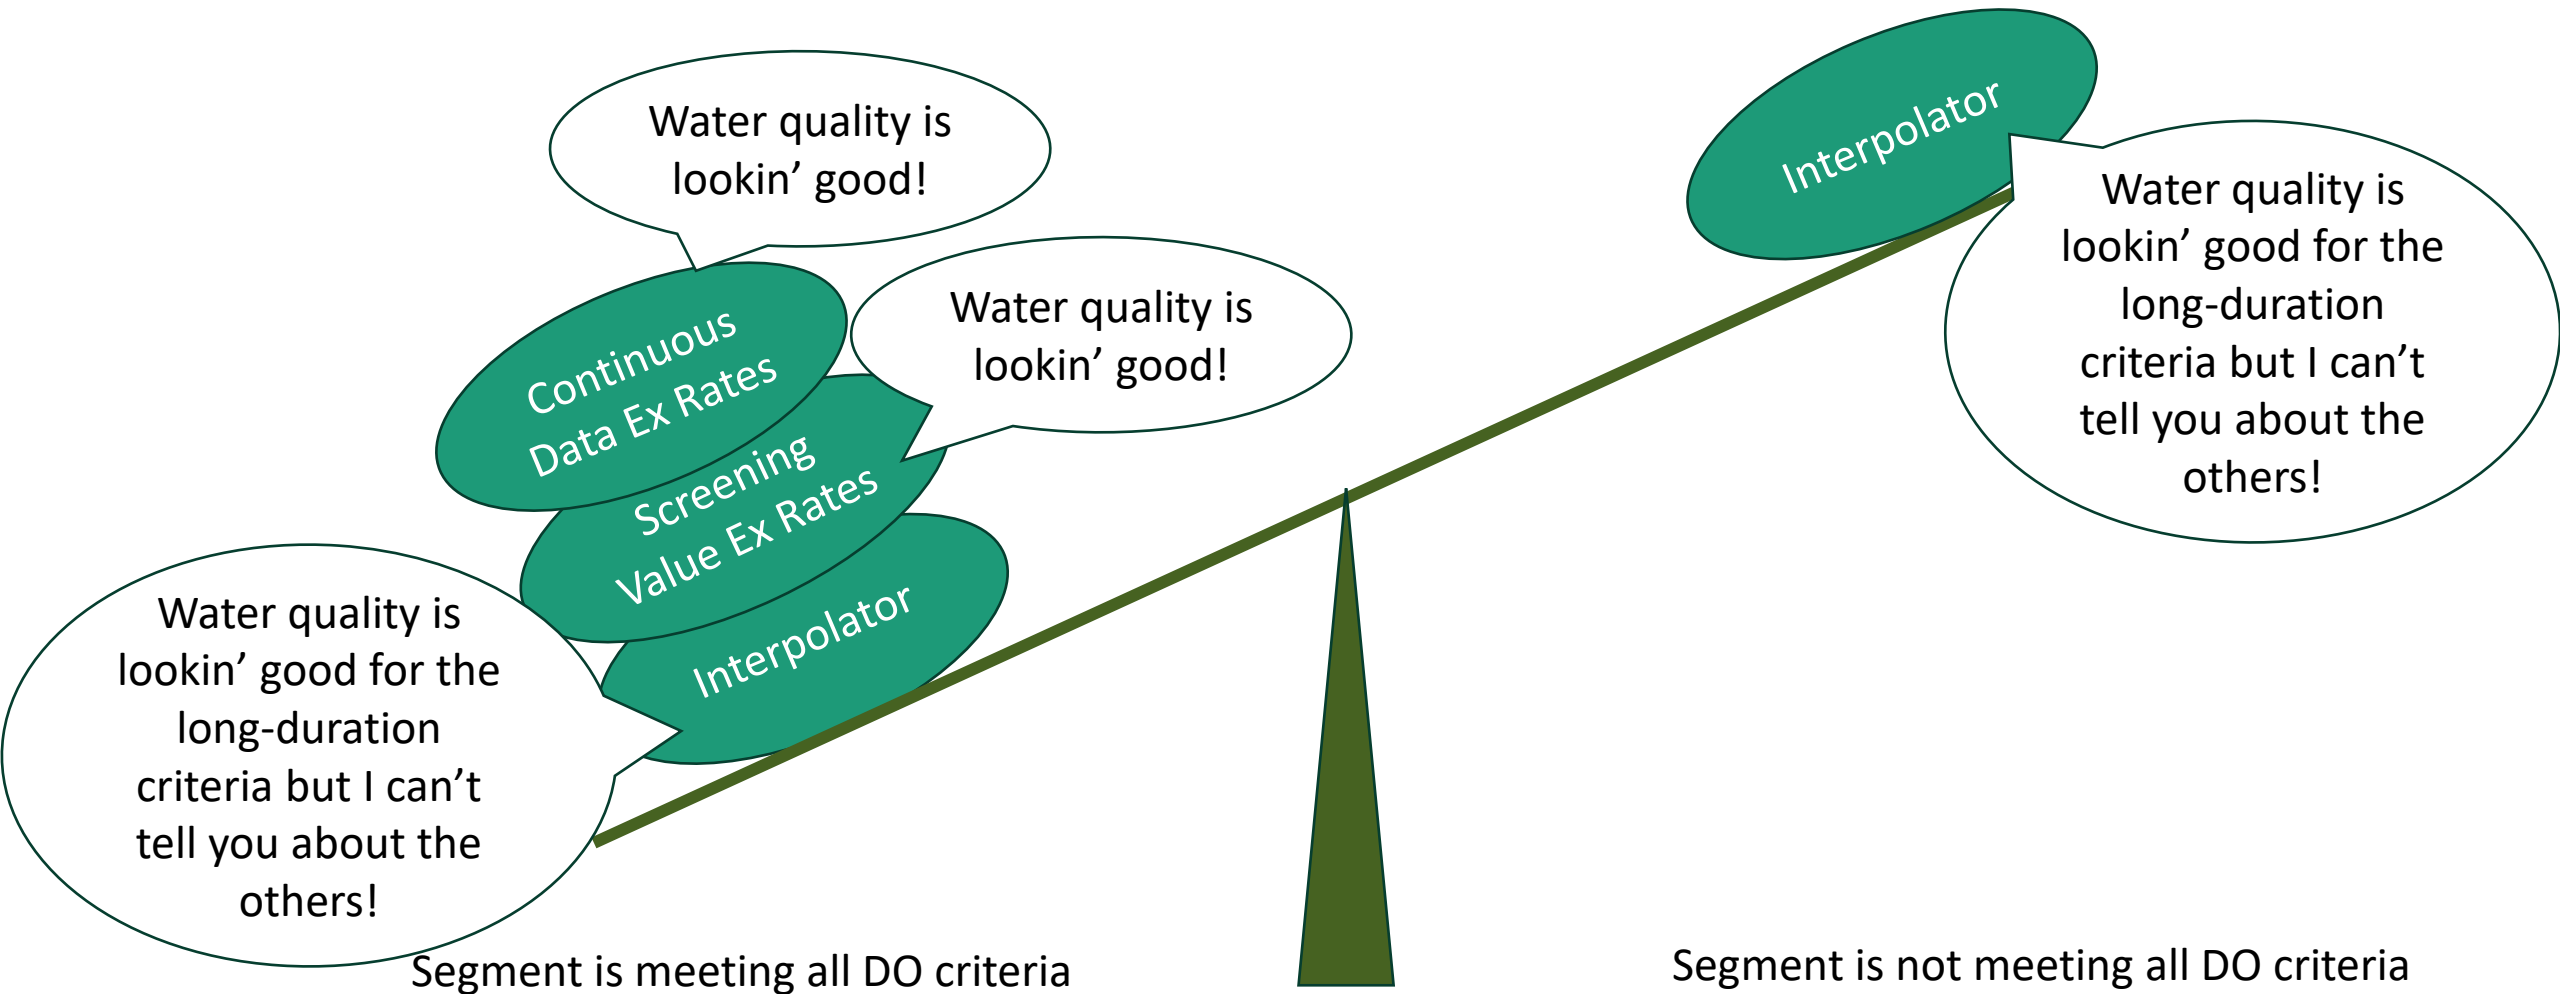 Water quality is
lookin’ good!
Continuous
Data Ex Rates
Water quality is
lookin’ good!
Screening
Value Ex Rates
Interpolator
Water quality is
lookin’ good for the
long-duration
criteria but I can’t
tell you about the
others!
Segment is meeting all DO criteria
Interpolator
Water quality is
lookin’ good for the
long-duration
criteria but I can’t
tell you about the
others!
Segment is not meeting all DO criteria